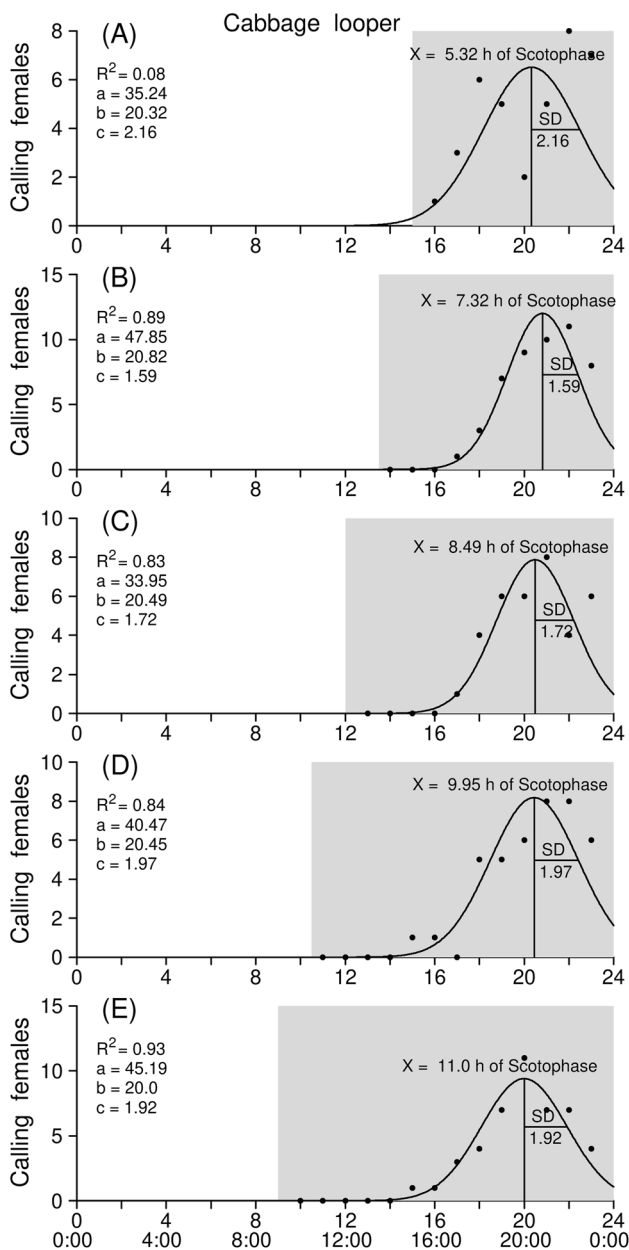 Cabbage looper
(A)
X = 5.32 h of Scotophase
R2 = 0.08
a = 35.24
b = 20.32
c = 2.16
SD
2.16
Calling females
8
6
4
2
0
0 4 8 12 16 20 24
(B)
X = 7.32 h of Scotophase
R2 = 0.89
a = 47.85
b = 20.82
c = 1.59
SD
1.59
Calling females
15
10
5
0
0 4 8 12 16 20 24
(C)
X = 8.49 h of Scotophase
R2 = 0.83
a = 33.95
b = 20.49
c = 1.72
SD
1.72
Calling females
10
8
6
4
2
0
0 4 8 12 16 20 24
(D)
X = 9.95 h of Scotophase
R2 = 0.84
a = 40.47
b = 20.45
c = 1.97
SD
1.97
Calling females
10
8
6
4
2
0
0 2 4 6 8 12 16 20 24
(E)
X = 11.0 h of Scotophase
R2 = 0.93
a = 45.19
b = 20.0
c = 1.92
SD
1.92
Calling females
15
10
5
0
0 4 8 12 16 20 24
0:00 4:00 8:00 12:00 16:00 20:00 0:00